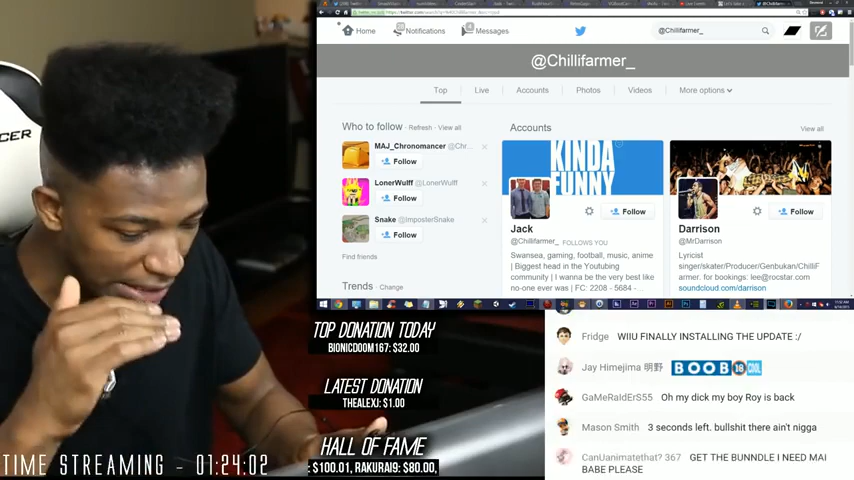 Home
Notifications
Messages
@Chillifarmer_
@Chillifarmer_
Top
Live
Accounts
Photos
Videos
More options
Who to follow · Refresh · View all
MAJ_Chronomancer @Chr...
Follow
LonerWulff @LonerWulff
Follow
Snake @ImposterSnake
Follow
Find friends
Trends · Change
Accounts
View all
KINDA
FUNNY
Follow
Jack
@Chillifarmer_ FOLLOWS YOU
Swansea, gaming, football, music, anime
| Biggest head in the Youtubing
community | I wanna be the very best like
no-one ever was | FC: 2208 - 5684 - ...
Follow
Darrison
@MrDarrison
Lyricist
singer/skater/Producer/Genbukan/ChilliF
armer. for bookings: lee@rocstar.com
soundcloud.com/darrison
TOP DONATION TODAY
BIONICDOOM167: $32.00
LATEST DONATION
THEALEXJ: $1.00
HALL OF FAME
: $100.01, RAKURAI9: $80.00,
TIME STREAMING - 01:24:02
Fridge WIIU FINALLY INSTALLING THE UPDATE :/
Jay Himejima 明野 BOOB 18 COOL
GaMeRaIdErS55 Oh my dick my boy Roy is back
Mason Smith 3 seconds left. bullshit there ain't nigga
CanUanimatethat? 367 GET THE BUNNDLE I NEED MAI
BABE PLEASE